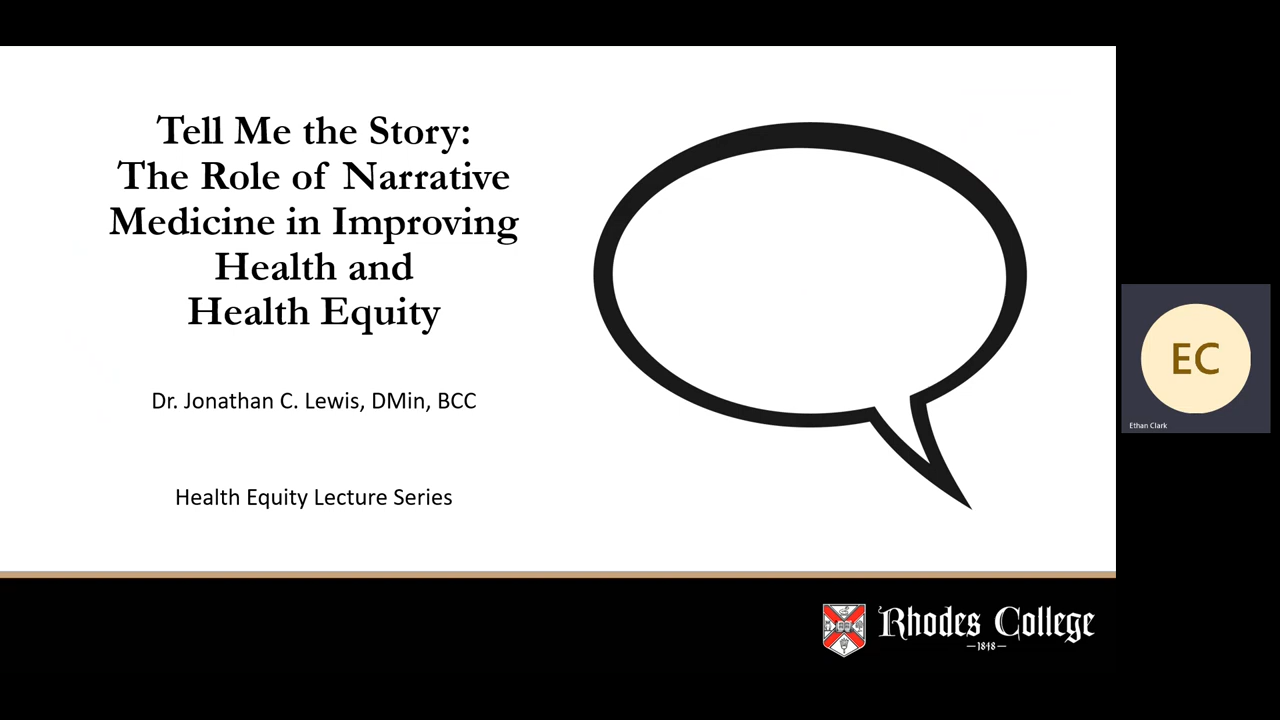 Tell Me the Story:
The Role of Narrative
Medicine in Improving
Health and
Health Equity
Dr. Jonathan C. Lewis, DMin, BCC
Health Equity Lecture Series
EC
Ethan Clark
Rhodes College
—1848—